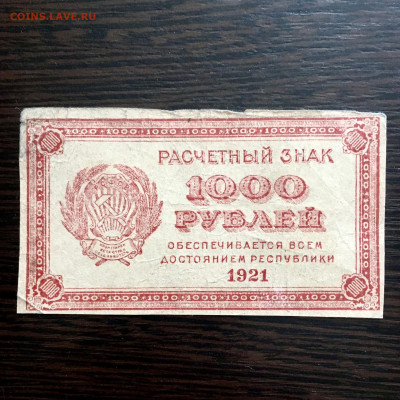 COINS.LAVE.RU
РАСЧЕТНЫЙ ЗНАК
1000
РУБЛЕЙ
ОБЕСПЕЧИВАЕТСЯ ВСЕМ
ДОСТОЯНИЕМ РЕСПУБЛИКИ
1921